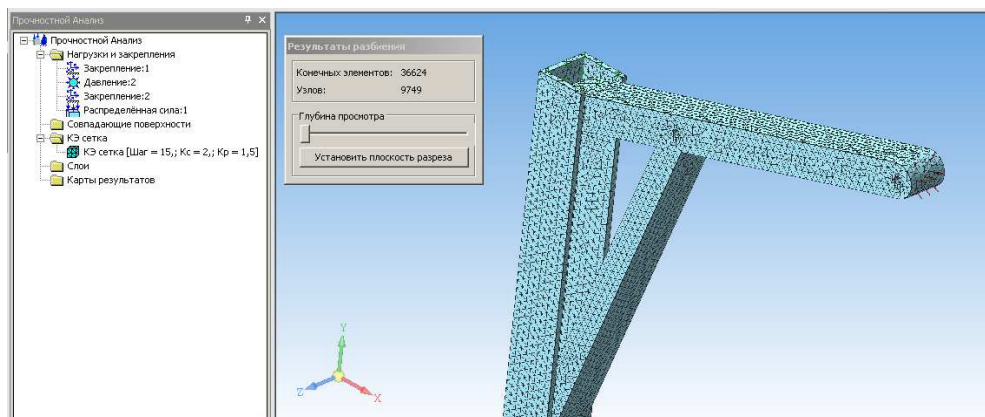 Прочностной Анализ
Прочностной Анализ
Нагрузки и закрепления
Закрепление:1
Давление:2
Закрепление:2
Распределённая сила:1
Совпадающие поверхности
КЭ сетка
КЭ сетка [Шаг = 15,; Кс = 2,; Кр = 1,5]
Слои
Карты результатов
Результаты разбиения
Конечных элементов: 36624
Узлов: 9749
Глубина просмотра
Установить плоскость разреза
Y
Z
X